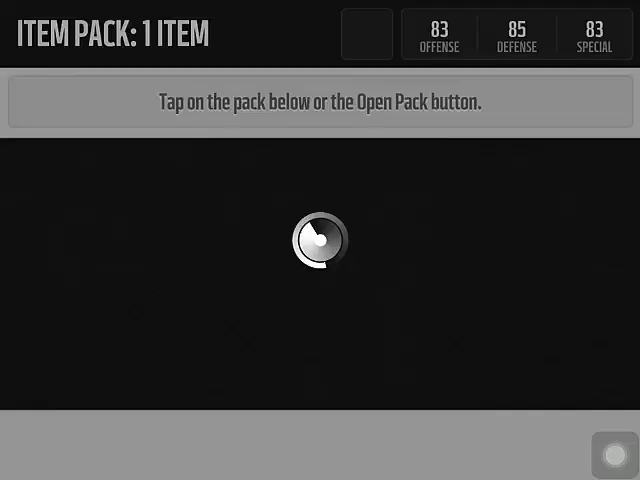 ITEM PACK: 1 ITEM
83 85 83
OFFENSE DEFENSE SPECIAL
Tap on the pack below or the Open Pack button.